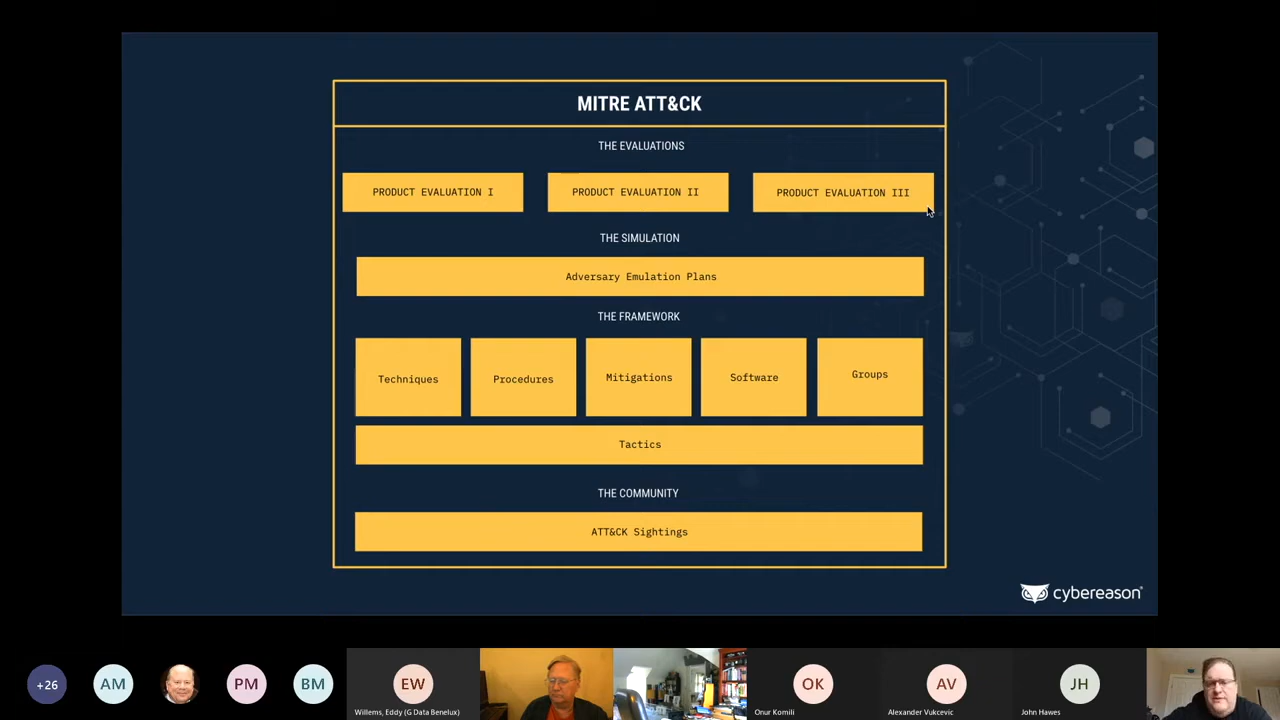 MITRE ATT&CK
THE EVALUATIONS
PRODUCT EVALUATION I
PRODUCT EVALUATION II
PRODUCT EVALUATION III
THE SIMULATION
Adversary Emulation Plans
THE FRAMEWORK
Techniques
Procedures
Mitigations
Software
Groups
Tactics
THE COMMUNITY
ATT&CK Sightings
cybereason
+26
AM
PM
BM
EW
OK
AV
JH
Willems, Eddy (G Data Benelux)
Onur Komili
Alexander Vukcevic
John Hawes